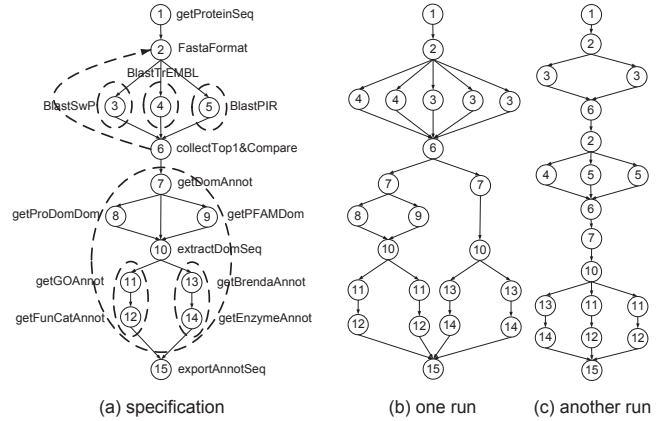 1 getProteinSeq
2 FastaFormat
BlastTrEMBL
BlastSwP 3 4 5 BlastPIR
6 collectTop1&Compare
7 getDomAnnot
getProDomDom 8 9 getPFAMDom
10 extractDomSeq
getGOAnnot 11 13 getBrendaAnnot
getFunCatAnnot 12 14 getEnzymeAnnot
15 exportAnnotSeq
(a) specification
1
2
4 4 3 3 3
6
7 7
8 9
10 10
11 11 13 13
12 12 14 14
15
(b) one run
1
2
3 3
6
2
4 5 5
6
7
10
13 11 11
14 12 12
15
(c) another run